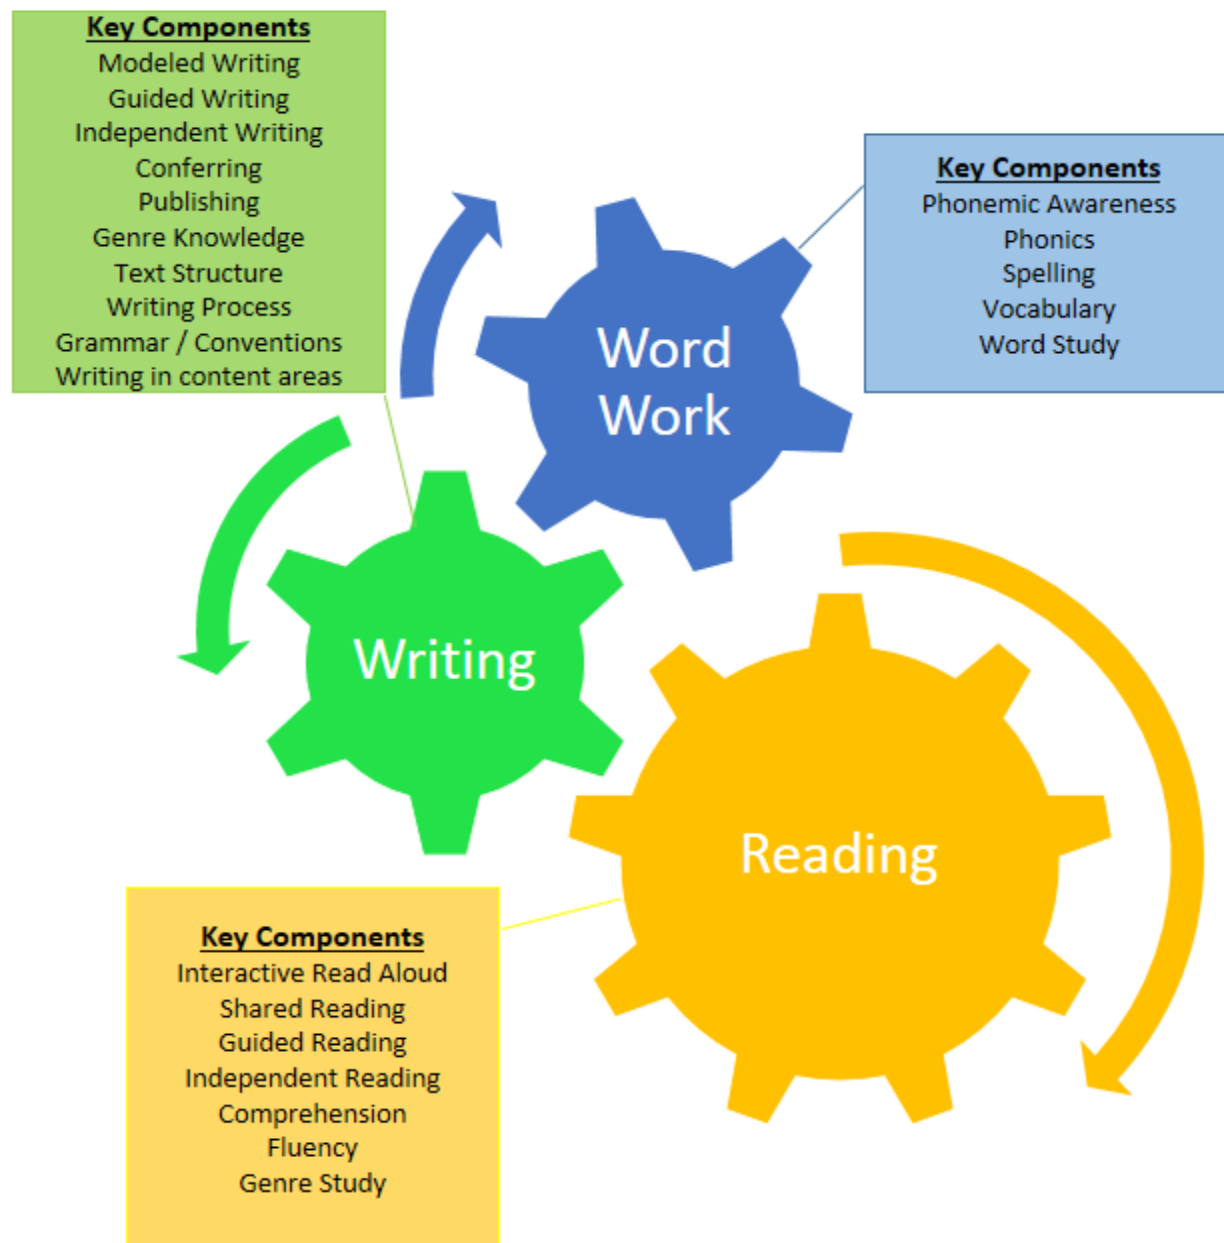 Key Components
Modeled Writing
Guided Writing
Independent Writing
Conferring
Publishing
Genre Knowledge
Text Structure
Writing Process
Grammar / Conventions
Writing in content areas
Key Components
Phonemic Awareness
Phonics
Spelling
Vocabulary
Word Study
Word
Work
Writing
Reading
Key Components
Interactive Read Aloud
Shared Reading
Guided Reading
Independent Reading
Comprehension
Fluency
Genre Study